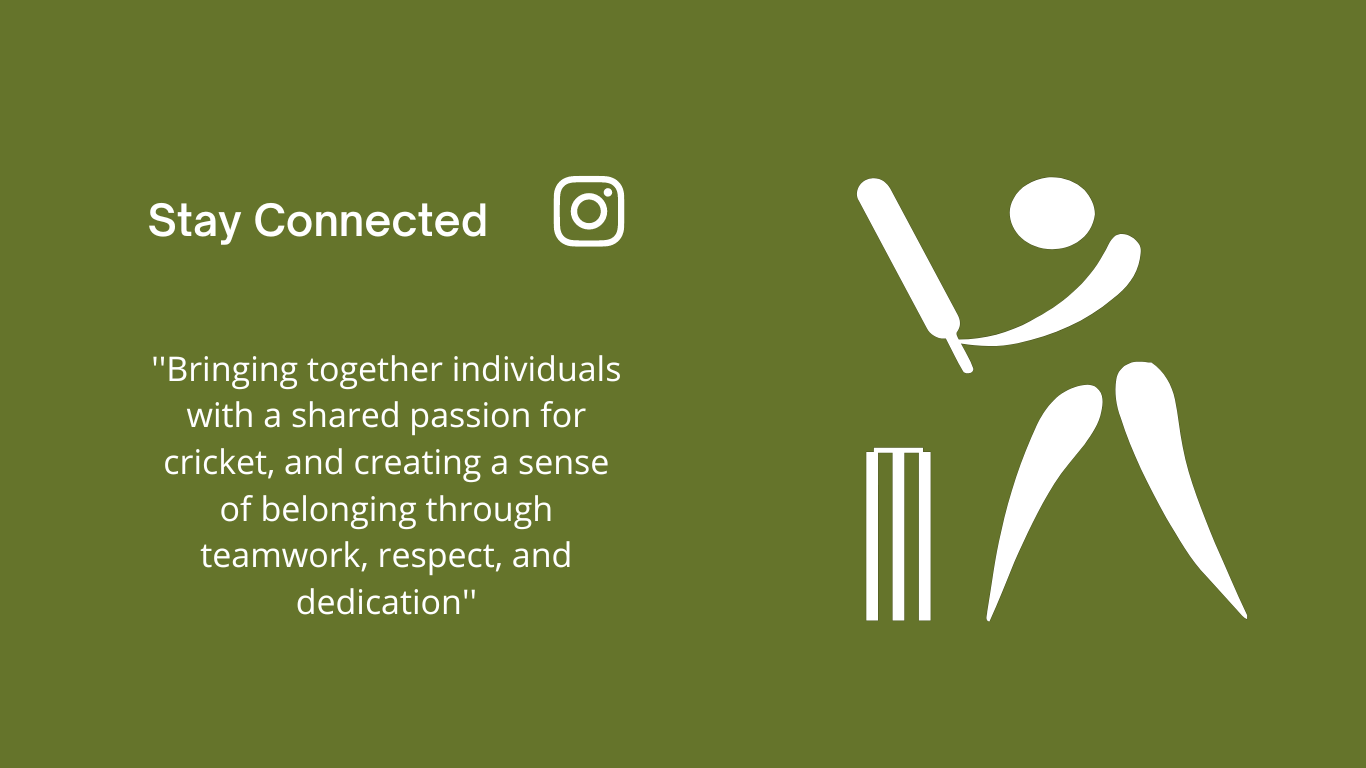 Stay Connected
"Bringing together individuals
with a shared passion for
cricket, and creating a sense
of belonging through
teamwork, respect, and
dedication"